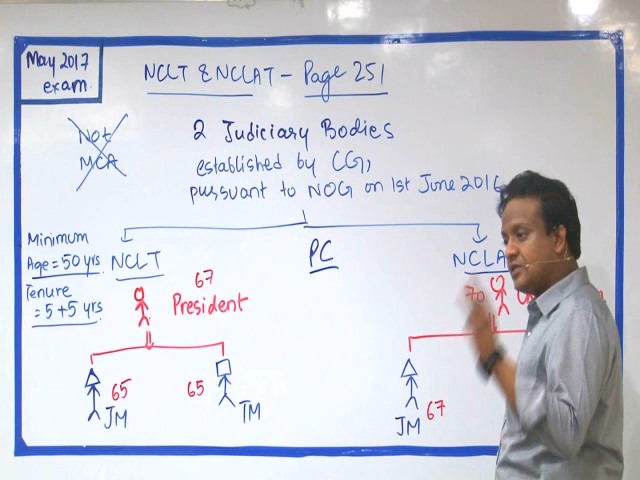 May 2017
exam
NCLT & NCLAT - Page 251
Not
MCA
2 Judiciary Bodies
established by CG,
pursuant to NOG on 1st June 2016
Minimum
Age = 50 yrs
Tenure
= 5+5 yrs
NCLT
PC
NCLA
67
President
70
65
JM
65
TM
JM
67